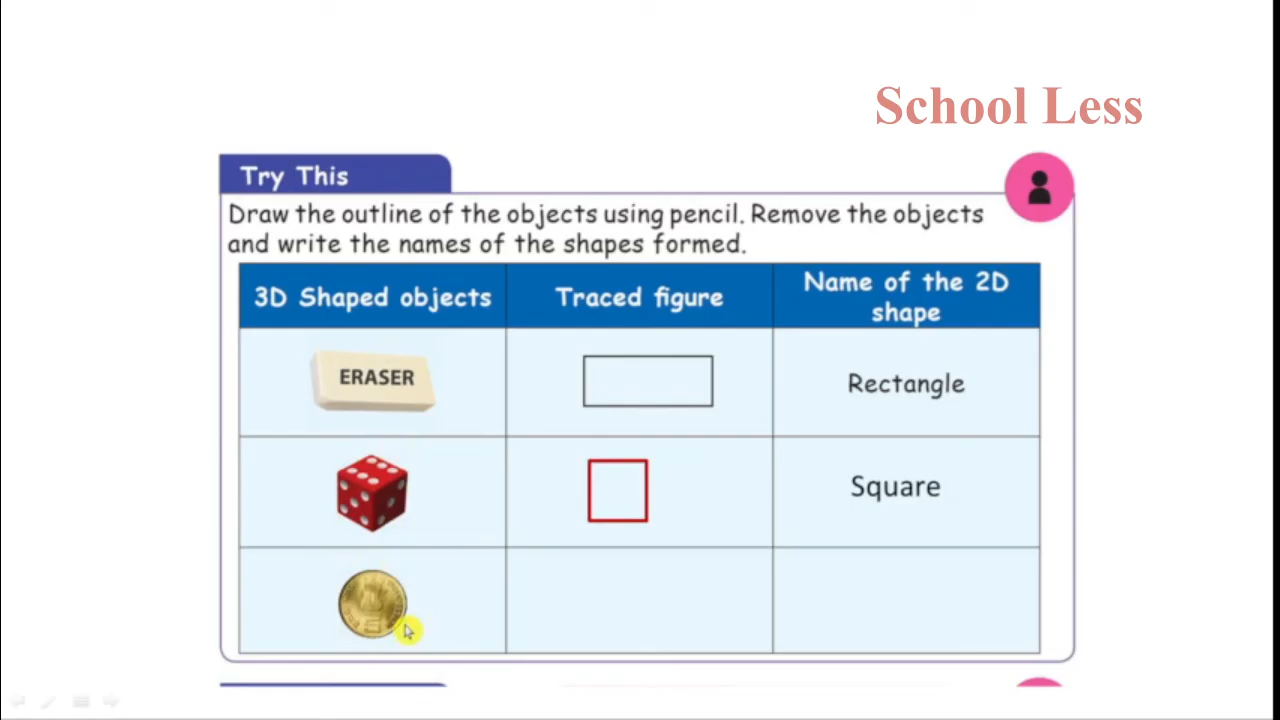 School Less
Try This
Draw the outline of the objects using pencil. Remove the objects
and write the names of the shapes formed.
3D Shaped objects
Traced figure
Name of the 2D
shape
ERASER
Rectangle
Square
5